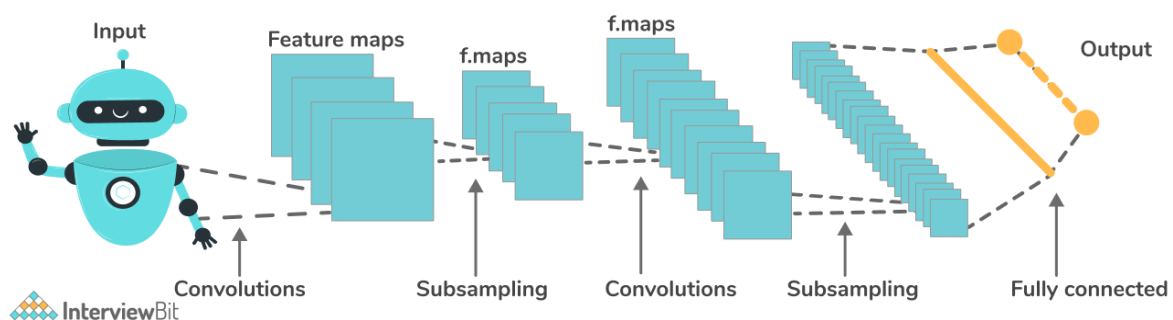 Input
Feature maps
f.maps
f.maps
Output
Convolutions
Subsampling
Convolutions
Subsampling
Fully connected
InterviewBit